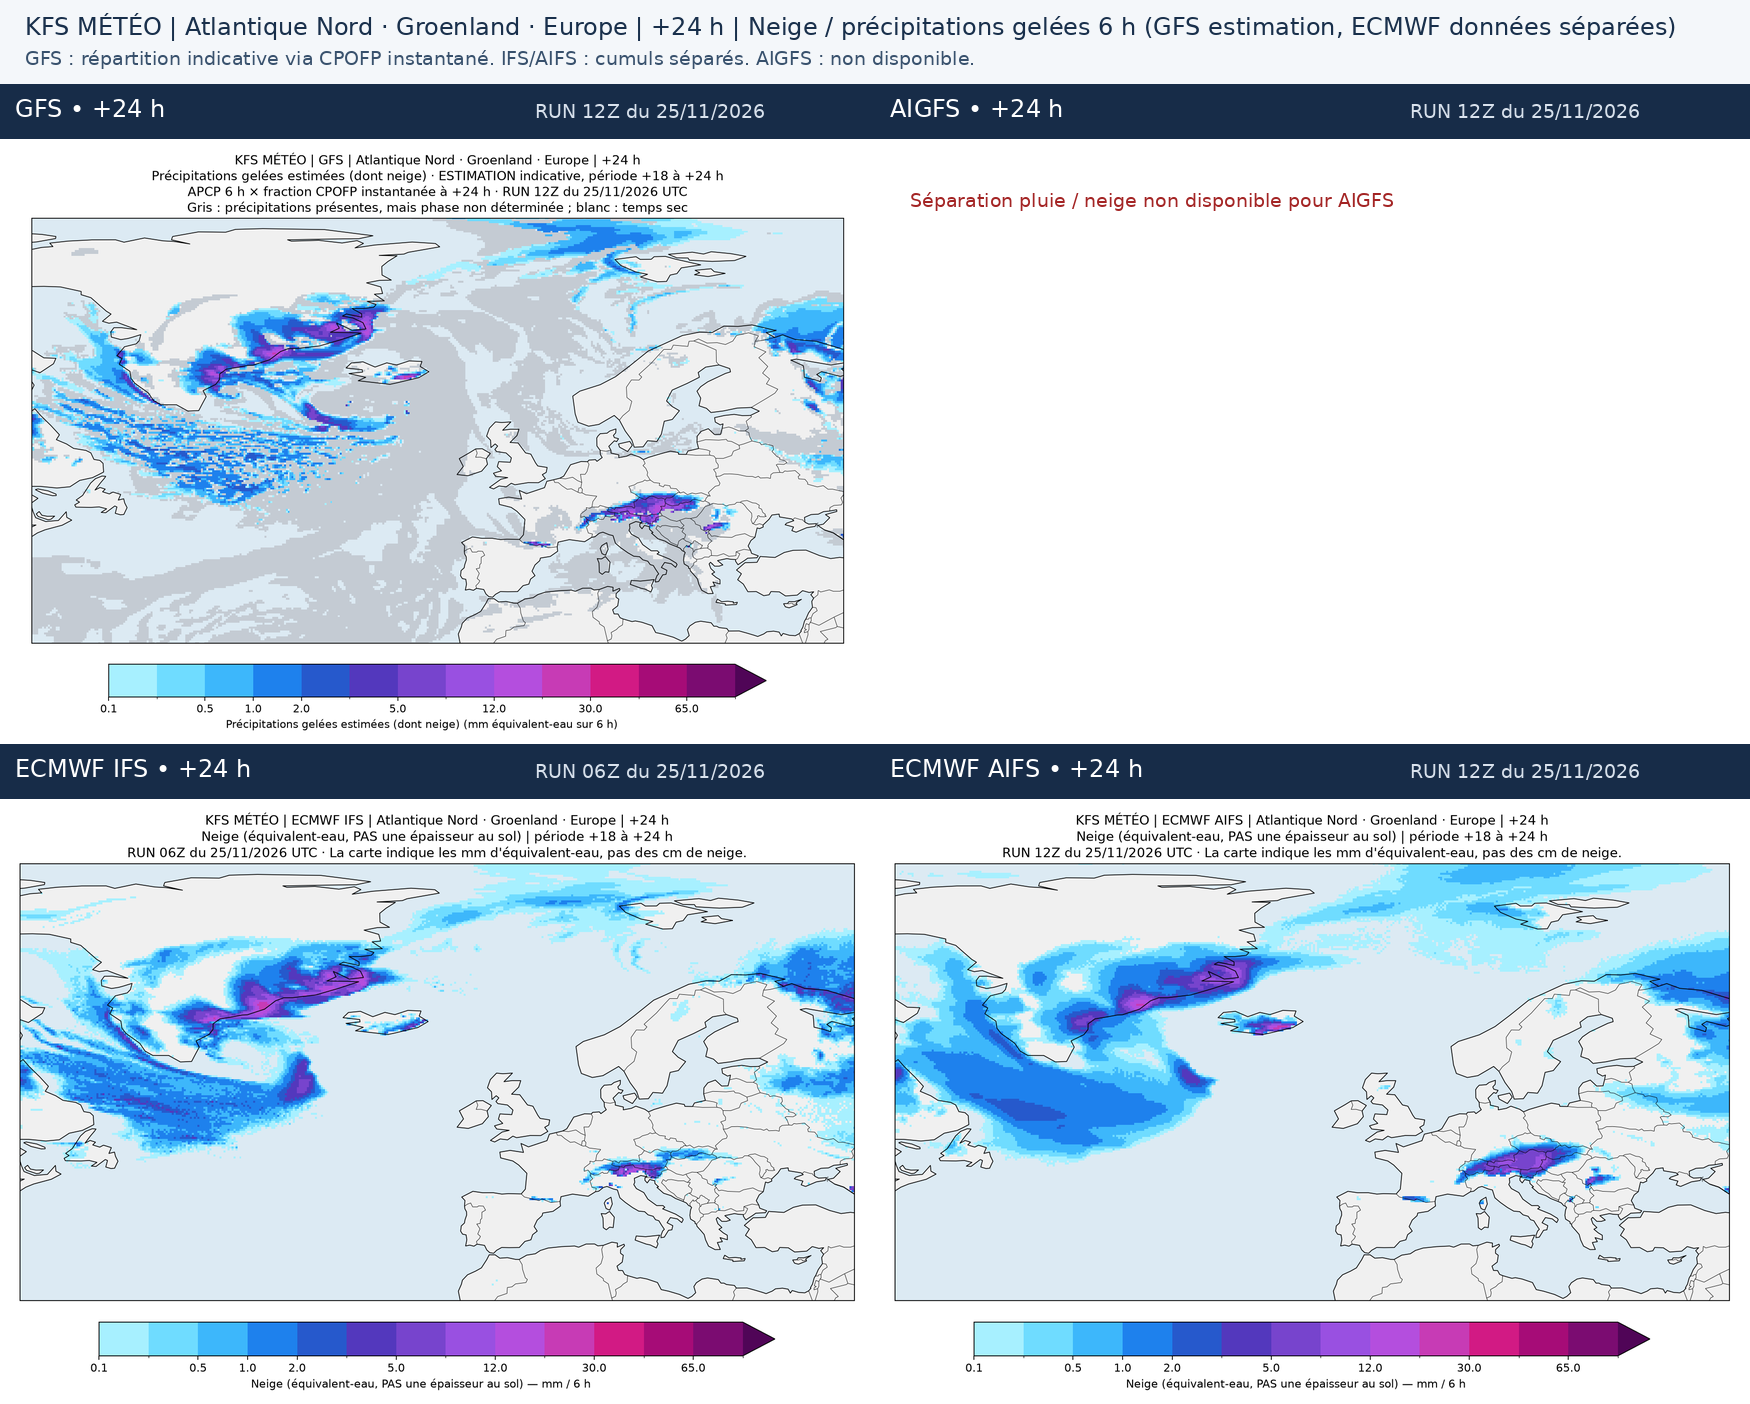 KFS MÉTÉO | Atlantique Nord · Groenland · Europe | +24 h | Neige / précipitations gelées 6 h (GFS estimation, ECMWF données séparées)
GFS : répartition indicative via CPOFP instantané. IFS/AIFS : cumuls séparés. AIGFS : non disponible.
GFS • +24 h
RUN 12Z du 25/11/2026
AIGFS • +24 h
RUN 12Z du 25/11/2026
KFS MÉTÉO | GFS | Atlantique Nord · Groenland · Europe | +24 h
Précipitations gelées estimées (dont neige) · ESTIMATION indicative, période +18 à +24 h
APCP 6 h × fraction CPOFP instantanée à +24 h · RUN 12Z du 25/11/2026 UTC
Gris : précipitations présentes, mais phase non déterminée ; blanc : temps sec
Séparation pluie / neige non disponible pour AIGFS
0.1 0.5 1.0 2.0 5.0 12.0 30.0 65.0
Précipitations gelées estimées (dont neige) (mm équivalent-eau sur 6 h)
ECMWF IFS • +24 h
RUN 06Z du 25/11/2026
ECMWF AIFS • +24 h
RUN 12Z du 25/11/2026
KFS MÉTÉO | ECMWF IFS | Atlantique Nord · Groenland · Europe | +24 h
Neige (équivalent-eau, PAS une épaisseur au sol) | période +18 à +24 h
RUN 06Z du 25/11/2026 UTC · La carte indique les mm d'équivalent-eau, pas des cm de neige.
KFS MÉTÉO | ECMWF AIFS | Atlantique Nord · Groenland · Europe | +24 h
Neige (équivalent-eau, PAS une épaisseur au sol) | période +18 à +24 h
RUN 12Z du 25/11/2026 UTC · La carte indique les mm d'équivalent-eau, pas des cm de neige.
0.1 0.5 1.0 2.0 5.0 12.0 30.0 65.0
Neige (équivalent-eau, PAS une épaisseur au sol) — mm / 6 h
0.1 0.5 1.0 2.0 5.0 12.0 30.0 65.0
Neige (équivalent-eau, PAS une épaisseur au sol) — mm / 6 h